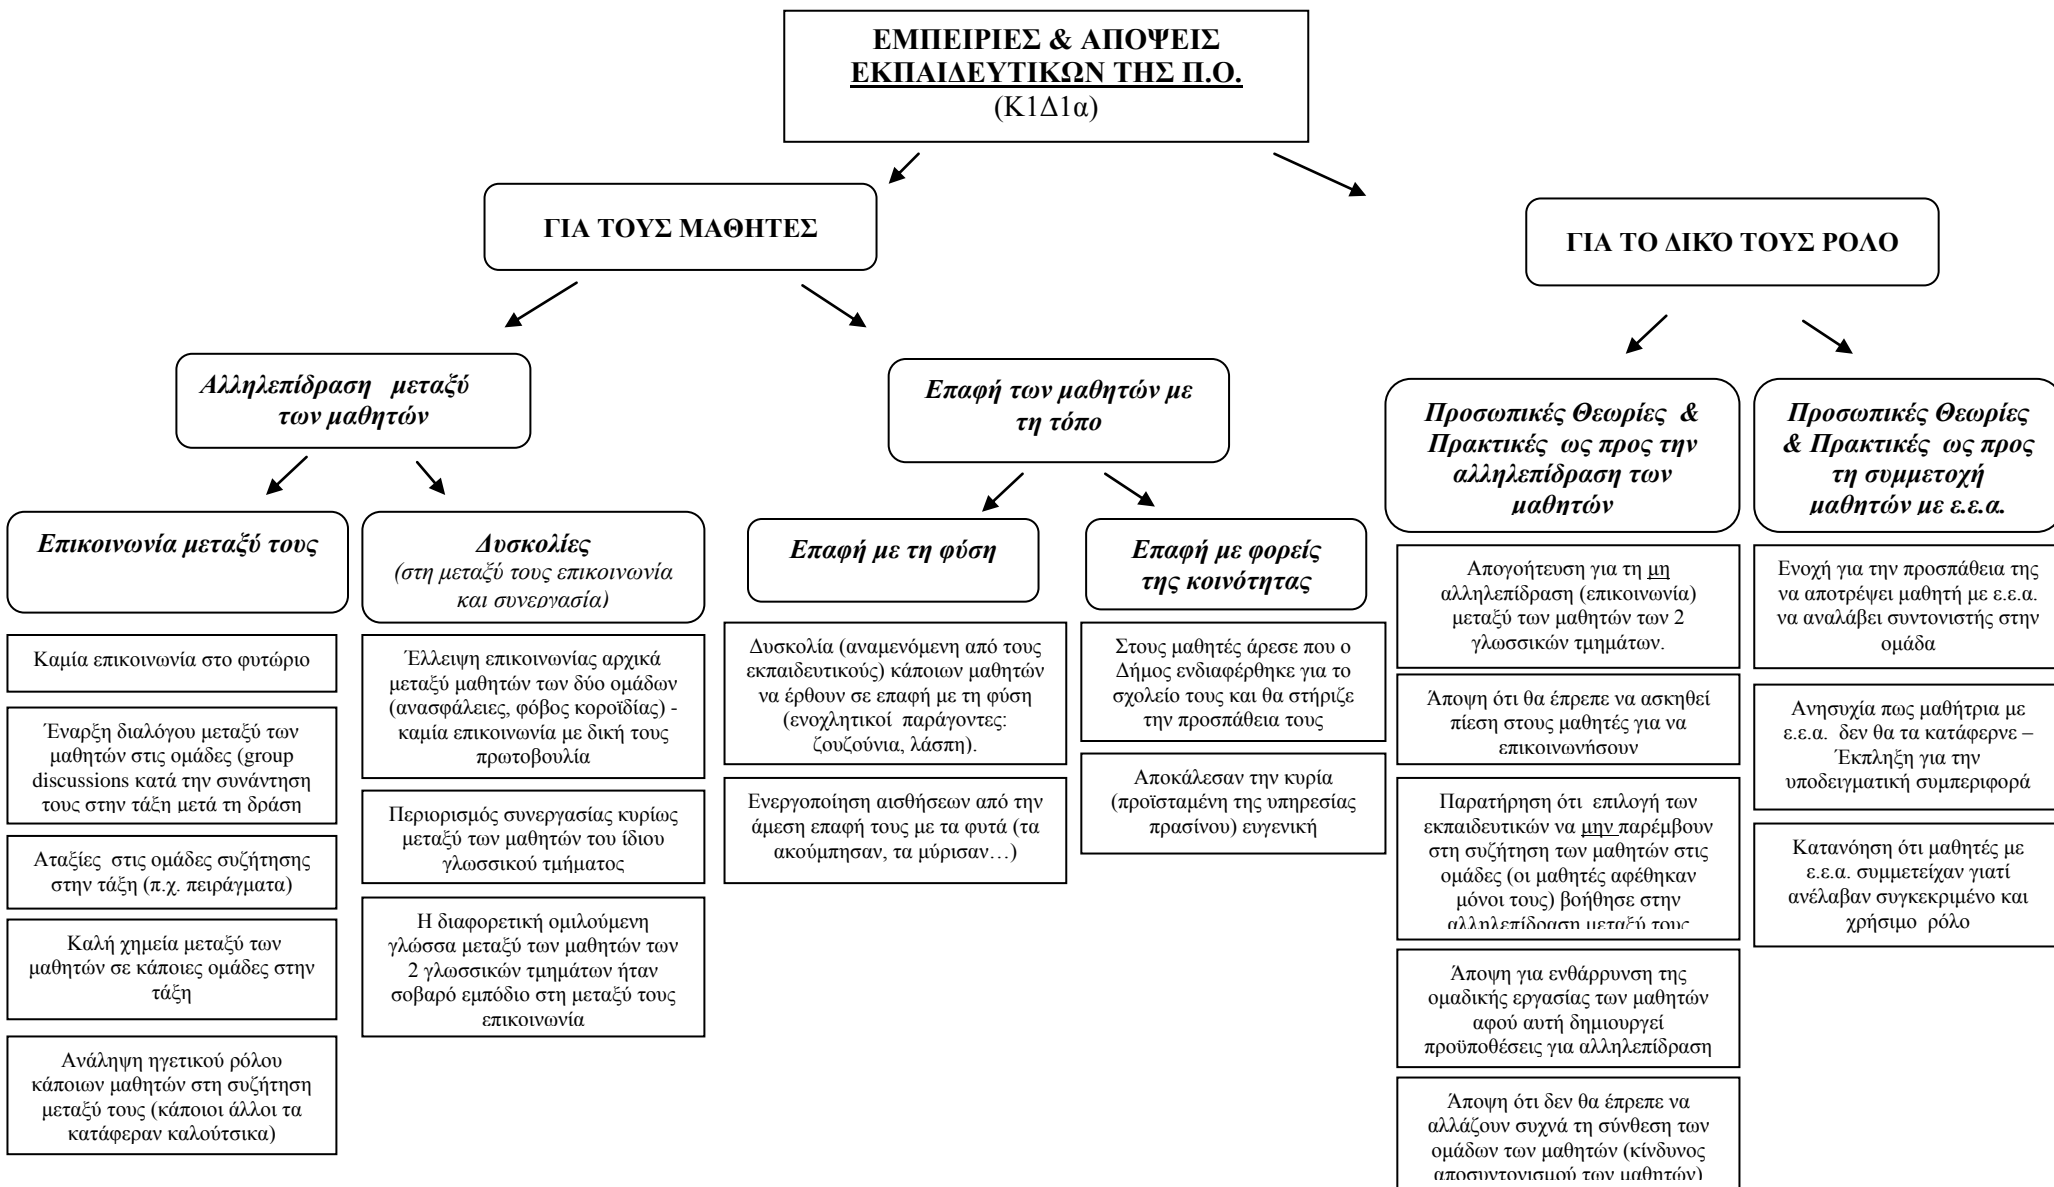 ΕΜΠΕΙΡΙΕΣ & ΑΠΟΨΕΙΣ
ΕΚΠΑΙΔΕΥΤΙΚΩΝ ΤΗΣ Π.Ο.
(Κ1Δ1α)
ΓΙΑ ΤΟΥΣ ΜΑΘΗΤΕΣ
ΓΙΑ ΤΟ ΔΙΚΌ ΤΟΥΣ ΡΟΛΟ
Αλληλεπίδραση μεταξύ
των μαθητών
Επαφή των μαθητών με
τη τόπο
Προσωπικές Θεωρίες &
Πρακτικές ως προς την
αλληλεπίδραση των
μαθητών
Προσωπικές Θεωρίες
& Πρακτικές ως προς
τη συμμετοχή
μαθητών με ε.ε.α.
Επικοινωνία μεταξύ τους
Δυσκολίες
(στη μεταξύ τους επικοινωνία
και συνεργασία)
Επαφή με τη φύση
Επαφή με φορείς
της κοινότητας
Καμία επικοινωνία στο φυτώριο
Έναρξη διαλόγου μεταξύ των
μαθητών στις ομάδες (group
discussions κατά την συνάντηση
τους στην τάξη μετά τη δράση
Αταξίες στις ομάδες συζήτησης
στην τάξη (π.χ. πειράγματα)
Καλή χημεία μεταξύ των
μαθητών σε κάποιες ομάδες στην
τάξη
Ανάληψη ηγετικού ρόλου
κάποιων μαθητών στη συζήτηση
μεταξύ τους (κάποιοι άλλοι τα
κατάφεραν καλούτσικα)
Έλλειψη επικοινωνίας αρχικά
μεταξύ μαθητών των δύο ομάδων
(ανασφάλειες, φόβος κοροϊδίας) -
καμία επικοινωνία με δική τους
πρωτοβουλία
Περιορισμός συνεργασίας κυρίως
μεταξύ των μαθητών του ίδιου
γλωσσικού τμήματος
Η διαφορετική ομιλούμενη
γλώσσα μεταξύ των μαθητών των
2 γλωσσικών τμημάτων ήταν
σοβαρό εμπόδιο στη μεταξύ τους
επικοινωνία
Δυσκολία (αναμενόμενη από τους
εκπαιδευτικούς) κάποιων μαθητών
να έρθουν σε επαφή με τη φύση
(ενοχλητικοί παράγοντες:
ζουζούνια, λάσπη).
Ενεργοποίηση αισθήσεων από την
άμεση επαφή τους με τα φυτά (τα
ακούμπησαν, τα μύρισαν…)
Στους μαθητές άρεσε που ο
Δήμος ενδιαφέρθηκε για το
σχολείο τους και θα στήριζε
την προσπάθεια τους
Αποκάλεσαν την κυρία
(προϊσταμένη της υπηρεσίας
πρασίνου) ευγενική
Απογοήτευση για τη μη
αλληλεπίδραση (επικοινωνία)
μεταξύ των μαθητών των 2
γλωσσικών τμημάτων.
Άποψη ότι θα έπρεπε να ασκηθεί
πίεση στους μαθητές για να
επικοινωνήσουν
Παρατήρηση ότι επιλογή των
εκπαιδευτικών να μην παρέμβουν
στη συζήτηση των μαθητών στις
ομάδες (οι μαθητές αφέθηκαν
μόνοι τους) βοήθησε στην
αλληλεπίδραση μεταξύ τους
Άποψη για ενθάρρυνση της
ομαδικής εργασίας των μαθητών
αφού αυτή δημιουργεί
προϋποθέσεις για αλληλεπίδραση
Άποψη ότι δεν θα έπρεπε να
αλλάζουν συχνά τη σύνθεση των
ομάδων των μαθητών (κίνδυνος
αποσυντονισμού των μαθητών)
Ενοχή για την προσπάθεια της
να αποτρέψει μαθητή με ε.ε.α.
να αναλάβει συντονιστής στην
ομάδα
Ανησυχία πως μαθήτρια με
ε.ε.α. δεν θα τα κατάφερνε –
Έκπληξη για την
υποδειγματική συμπεριφορά
Κατανόηση ότι μαθητές με
ε.ε.α. συμμετείχαν γιατί
ανέλαβαν συγκεκριμένο και
χρήσιμο ρόλο